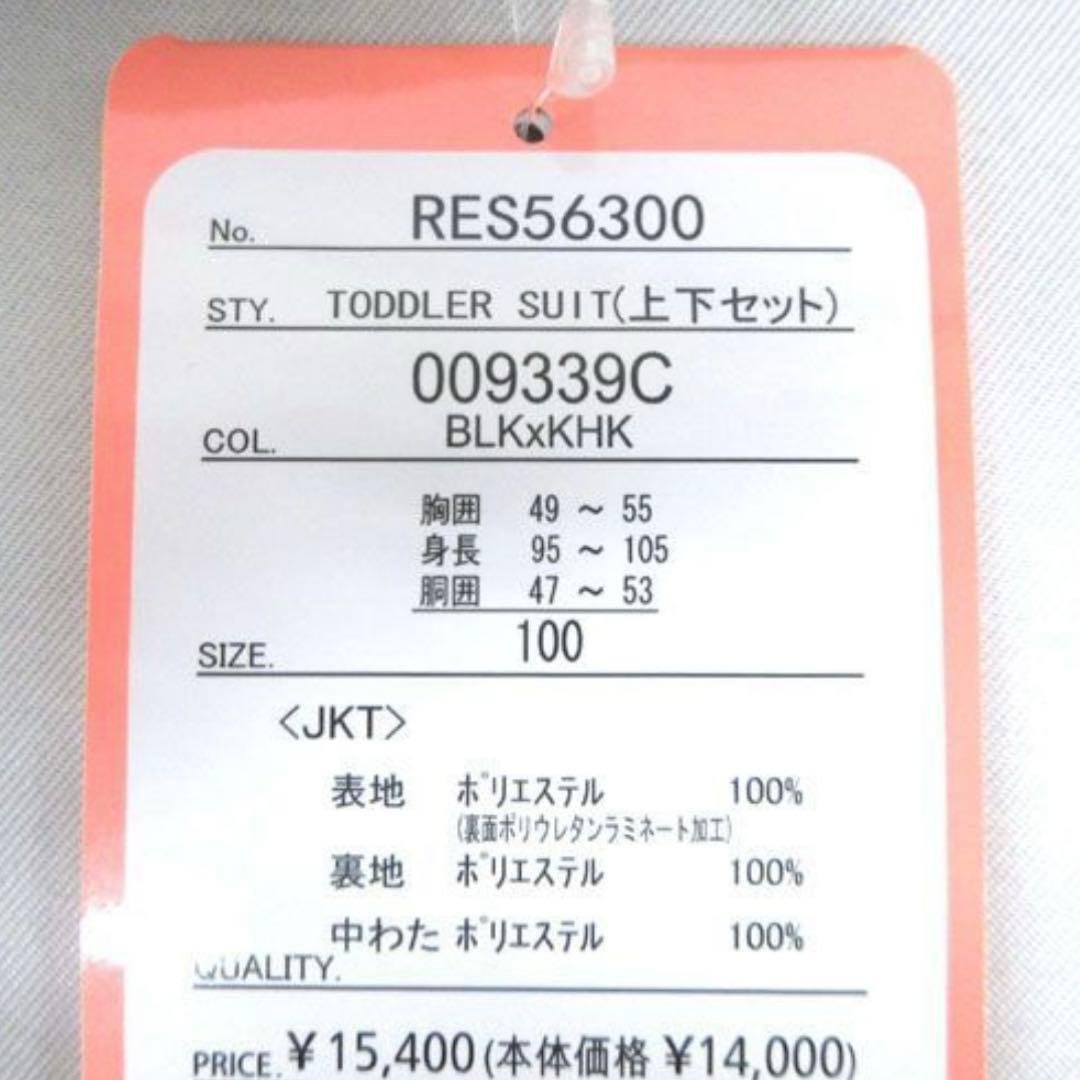 No. RES56300
STY. TODDLER SUIT(上下セット)
009339C
COL. BLKxKHK
胸囲 49 ～ 55
身長 95 ～ 105
胴囲 47 ～ 53
SIZE. 100
<JKT>
表地 ポリエステル 100%
(裏面ポリウレタンラミネート加工)
裏地 ポリエステル 100%
中わた ポリエステル 100%
QUALITY.
PRICE. ¥15,400(本体価格 ¥14,000)